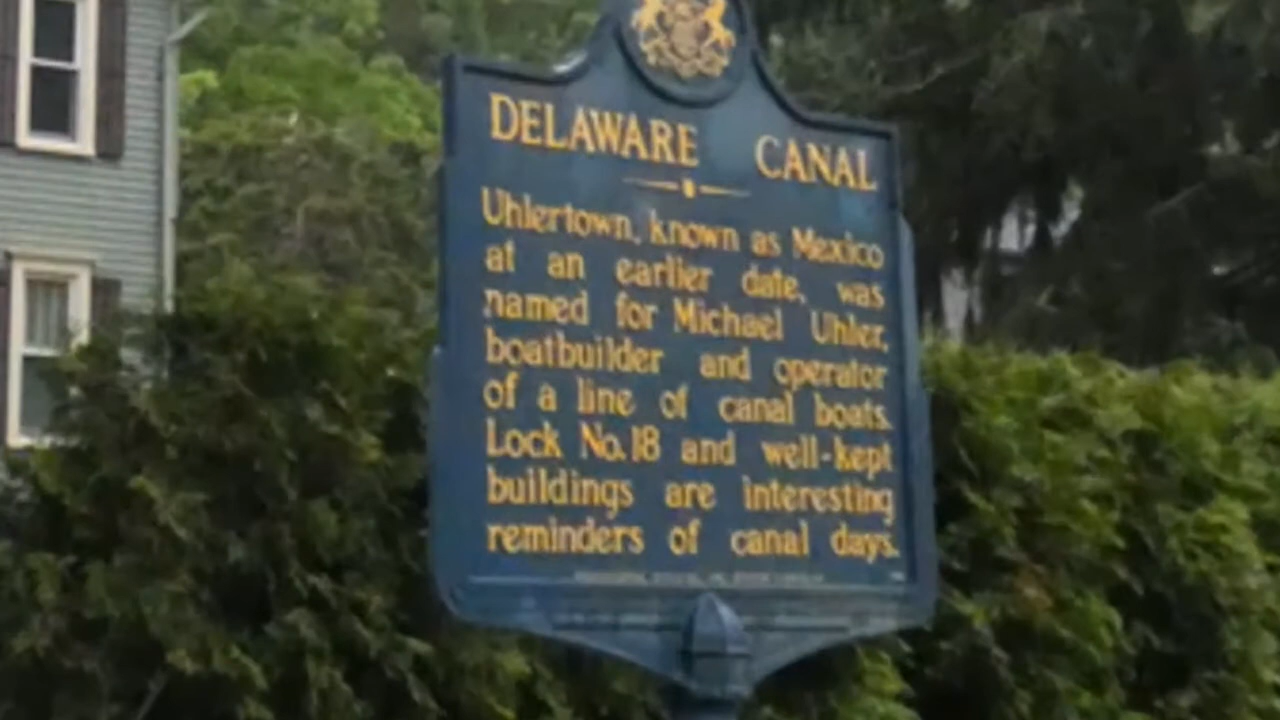 DELAWARE CANAL
Uhlertown, known as Mexico
at an earlier date, was
named for Michael Uhler,
boatbuilder and operator
of a line of canal boats.
Lock No. 18 and well-kept
buildings are interesting
reminders of canal days.